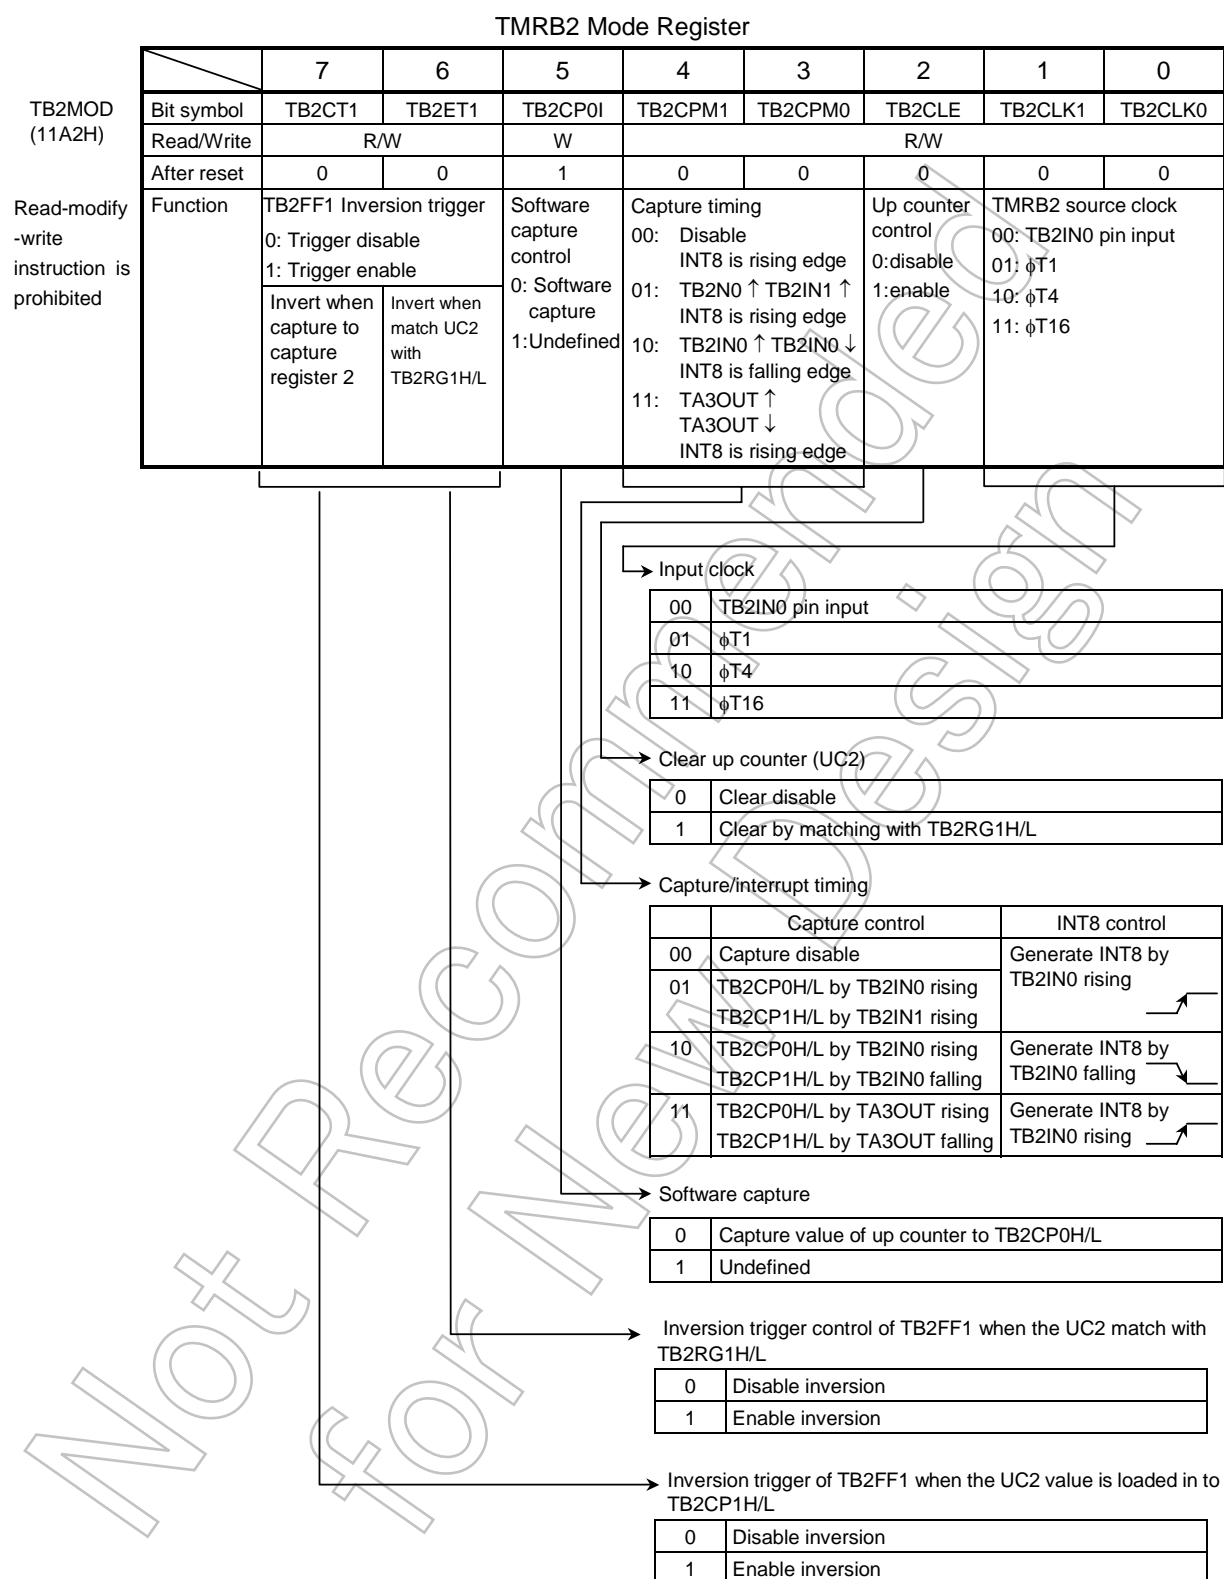 TMRB2 Mode Register
7 6 5 4 3 2 1 0
TB2MOD
(11A2H)
Bit symbol TB2CT1 TB2ET1 TB2CP0I TB2CPM1 TB2CPM0 TB2CLE TB2CLK1 TB2CLK0
Read/Write R/W W R/W
After reset 0 0 1 0 0 0 0 0
Read-modify
-write
instruction is
prohibited
Function
TB2FF1 Inversion trigger
0: Trigger disable
1: Trigger enable
Invert when
capture to
capture
register 2
Invert when
match UC2
with
TB2RG1H/L
Software
capture
control
0: Software
capture
1:Undefined
Capture timing
00: Disable
INT8 is rising edge
01: TB2N0 ↑ TB2IN1 ↑
INT8 is rising edge
10: TB2IN0 ↑ TB2IN0 ↓
INT8 is falling edge
11: TA3OUT ↑
TA3OUT ↓
INT8 is rising edge
Up counter
control
0:disable
1:enable
TMRB2 source clock
00: TB2IN0 pin input
01: ϕT1
10: ϕT4
11: ϕT16
Input clock
00 TB2IN0 pin input
01 ϕT1
10 ϕT4
11 ϕT16
Clear up counter (UC2)
0 Clear disable
1 Clear by matching with TB2RG1H/L
Capture/interrupt timing
Capture control INT8 control
00 Capture disable
01 TB2CP0H/L by TB2IN0 rising
TB2CP1H/L by TB2IN1 rising
Generate INT8 by
TB2IN0 rising
10 TB2CP0H/L by TB2IN0 rising
TB2CP1H/L by TB2IN0 falling
Generate INT8 by
TB2IN0 falling
11 TB2CP0H/L by TA3OUT rising
TB2CP1H/L by TA3OUT falling
Generate INT8 by
TB2IN0 rising
Software capture
0 Capture value of up counter to TB2CP0H/L
1 Undefined
Inversion trigger control of TB2FF1 when the UC2 match with
TB2RG1H/L
0 Disable inversion
1 Enable inversion
Inversion trigger of TB2FF1 when the UC2 value is loaded in to
TB2CP1H/L
0 Disable inversion
1 Enable inversion
Not Recommended
for New Design